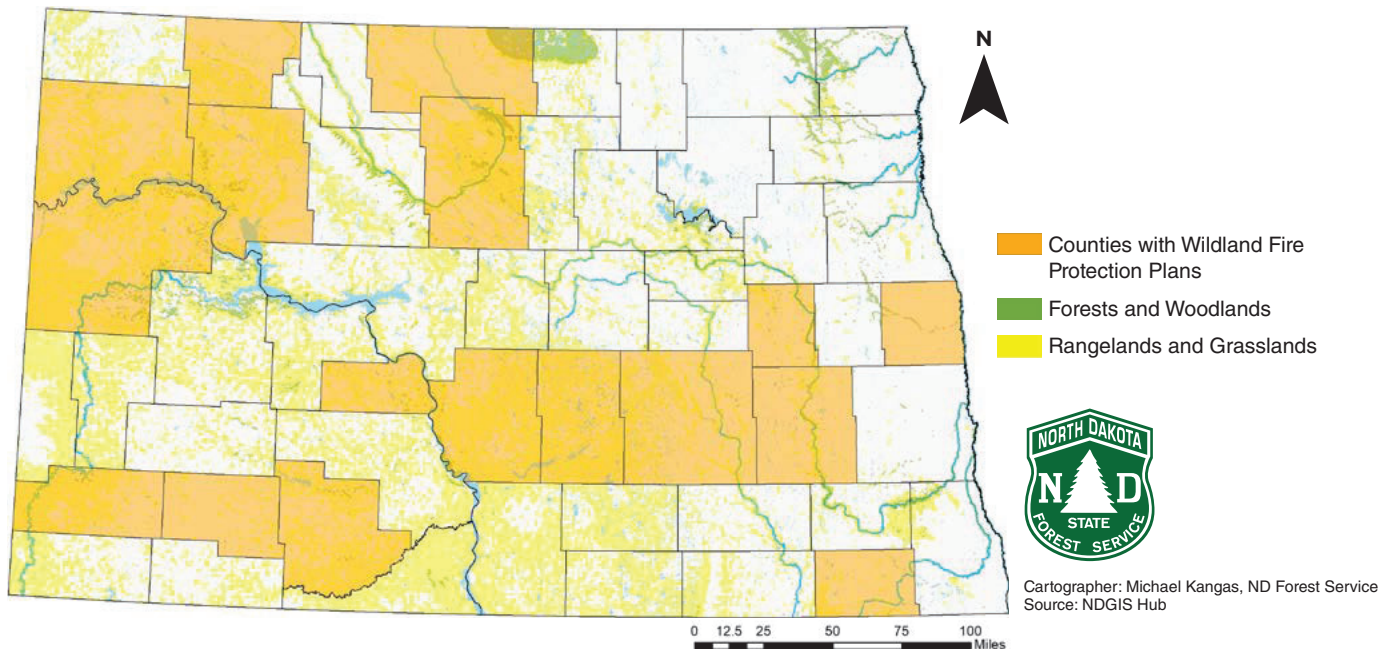 N
Counties with Wildland Fire
Protection Plans
Forests and Woodlands
Rangelands and Grasslands
NORTH DAKOTA
N D
STATE
FOREST SERVICE
Cartographer: Michael Kangas, ND Forest Service
Source: NDGIS Hub
0 12.5 25 50 75 100
Miles